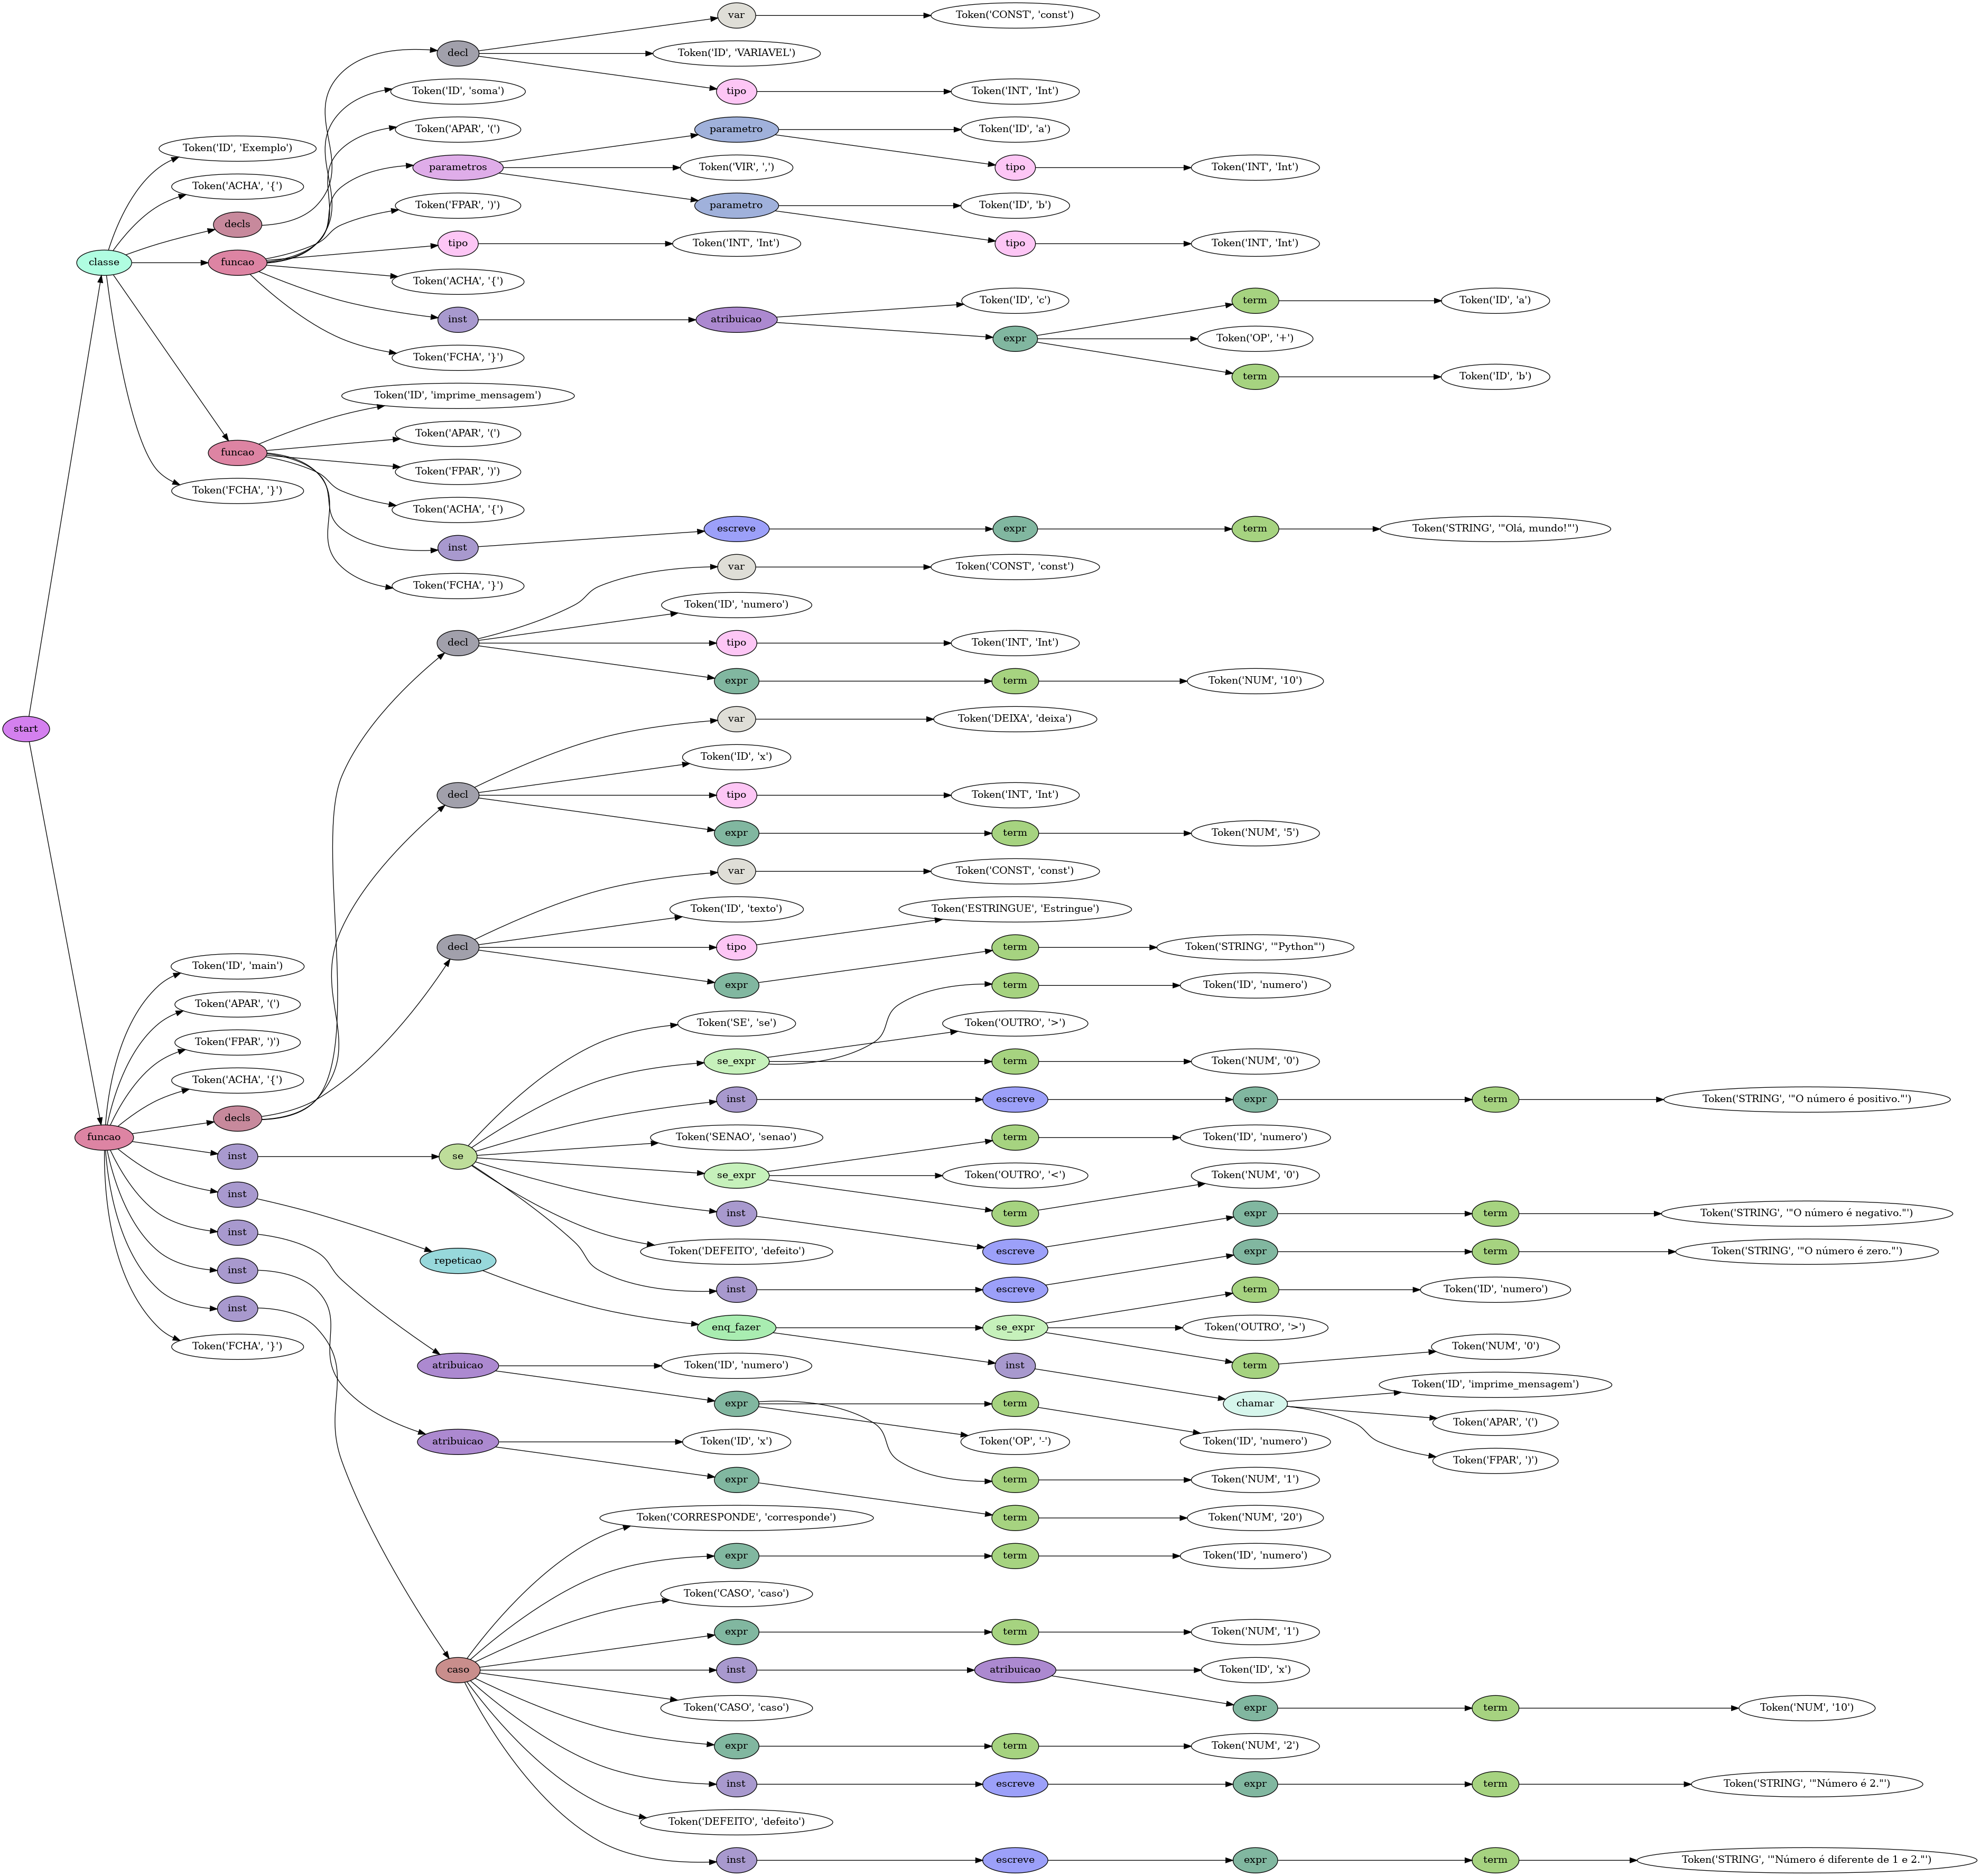 var
Token('CONST', 'const')
decl
Token('ID', 'VARIAVEL')
Token('ID', 'soma')
tipo
Token('INT', 'Int')
Token('APAR', '(')
parametro
Token('ID', 'a')
Token('ID', 'Exemplo')
parametros
Token('VIR', ',')
tipo
Token('INT', 'Int')
Token('ACHA', '{')
Token('FPAR', ')')
parametro
Token('ID', 'b')
decls
tipo
Token('INT', 'Int')
tipo
Token('INT', 'Int')
classe
funcao
Token('ACHA', '{')
Token('ID', 'c')
term
Token('ID', 'a')
inst
atribuicao
expr
Token('OP', '+')
Token('FCHA', '}')
term
Token('ID', 'b')
Token('ID', 'imprime_mensagem')
Token('APAR', '(')
funcao
Token('FPAR', ')')
Token('FCHA', '}')
Token('ACHA', '{')
escreve
expr
term
Token('STRING', '"Olá, mundo!"')
inst
var
Token('CONST', 'const')
Token('FCHA', '}')
Token('ID', 'numero')
decl
tipo
Token('INT', 'Int')
expr
term
Token('NUM', '10')
start
var
Token('DEIXA', 'deixa')
Token('ID', 'x')
decl
tipo
Token('INT', 'Int')
expr
term
Token('NUM', '5')
var
Token('CONST', 'const')
Token('ID', 'texto')
Token('ESTRINGUE', 'Estringue')
decl
tipo
term
Token('STRING', '"Python"')
Token('ID', 'main')
expr
term
Token('ID', 'numero')
Token('APAR', '(')
Token('SE', 'se')
Token('OUTRO', '>')
Token('FPAR', ')')
se_expr
term
Token('NUM', '0')
Token('ACHA', '{')
inst
escreve
expr
term
Token('STRING', '"O número é positivo."')
decls
funcao
Token('SENAO', 'senao')
term
Token('ID', 'numero')
inst
se
se_expr
Token('OUTRO', '<')
Token('NUM', '0')
inst
inst
term
expr
term
Token('STRING', '"O número é negativo."')
inst
Token('DEFEITO', 'defeito')
escreve
expr
term
Token('STRING', '"O número é zero."')
inst
repeticao
inst
escreve
term
Token('ID', 'numero')
inst
enq_fazer
se_expr
Token('OUTRO', '>')
Token('NUM', '0')
Token('FCHA', '}')
atribuicao
Token('ID', 'numero')
inst
term
Token('ID', 'imprime_mensagem')
expr
term
chamar
Token('APAR', '(')
atribuicao
Token('ID', 'x')
Token('OP', '-')
Token('ID', 'numero')
Token('FPAR', ')')
expr
term
Token('NUM', '1')
Token('CORRESPONDE', 'corresponde')
term
Token('NUM', '20')
expr
term
Token('ID', 'numero')
Token('CASO', 'caso')
expr
term
Token('NUM', '1')
caso
inst
atribuicao
Token('ID', 'x')
Token('CASO', 'caso')
expr
term
Token('NUM', '10')
expr
term
Token('NUM', '2')
inst
escreve
expr
term
Token('STRING', '"Número é 2."')
Token('DEFEITO', 'defeito')
inst
escreve
expr
term
Token('STRING', '"Número é diferente de 1 e 2."')